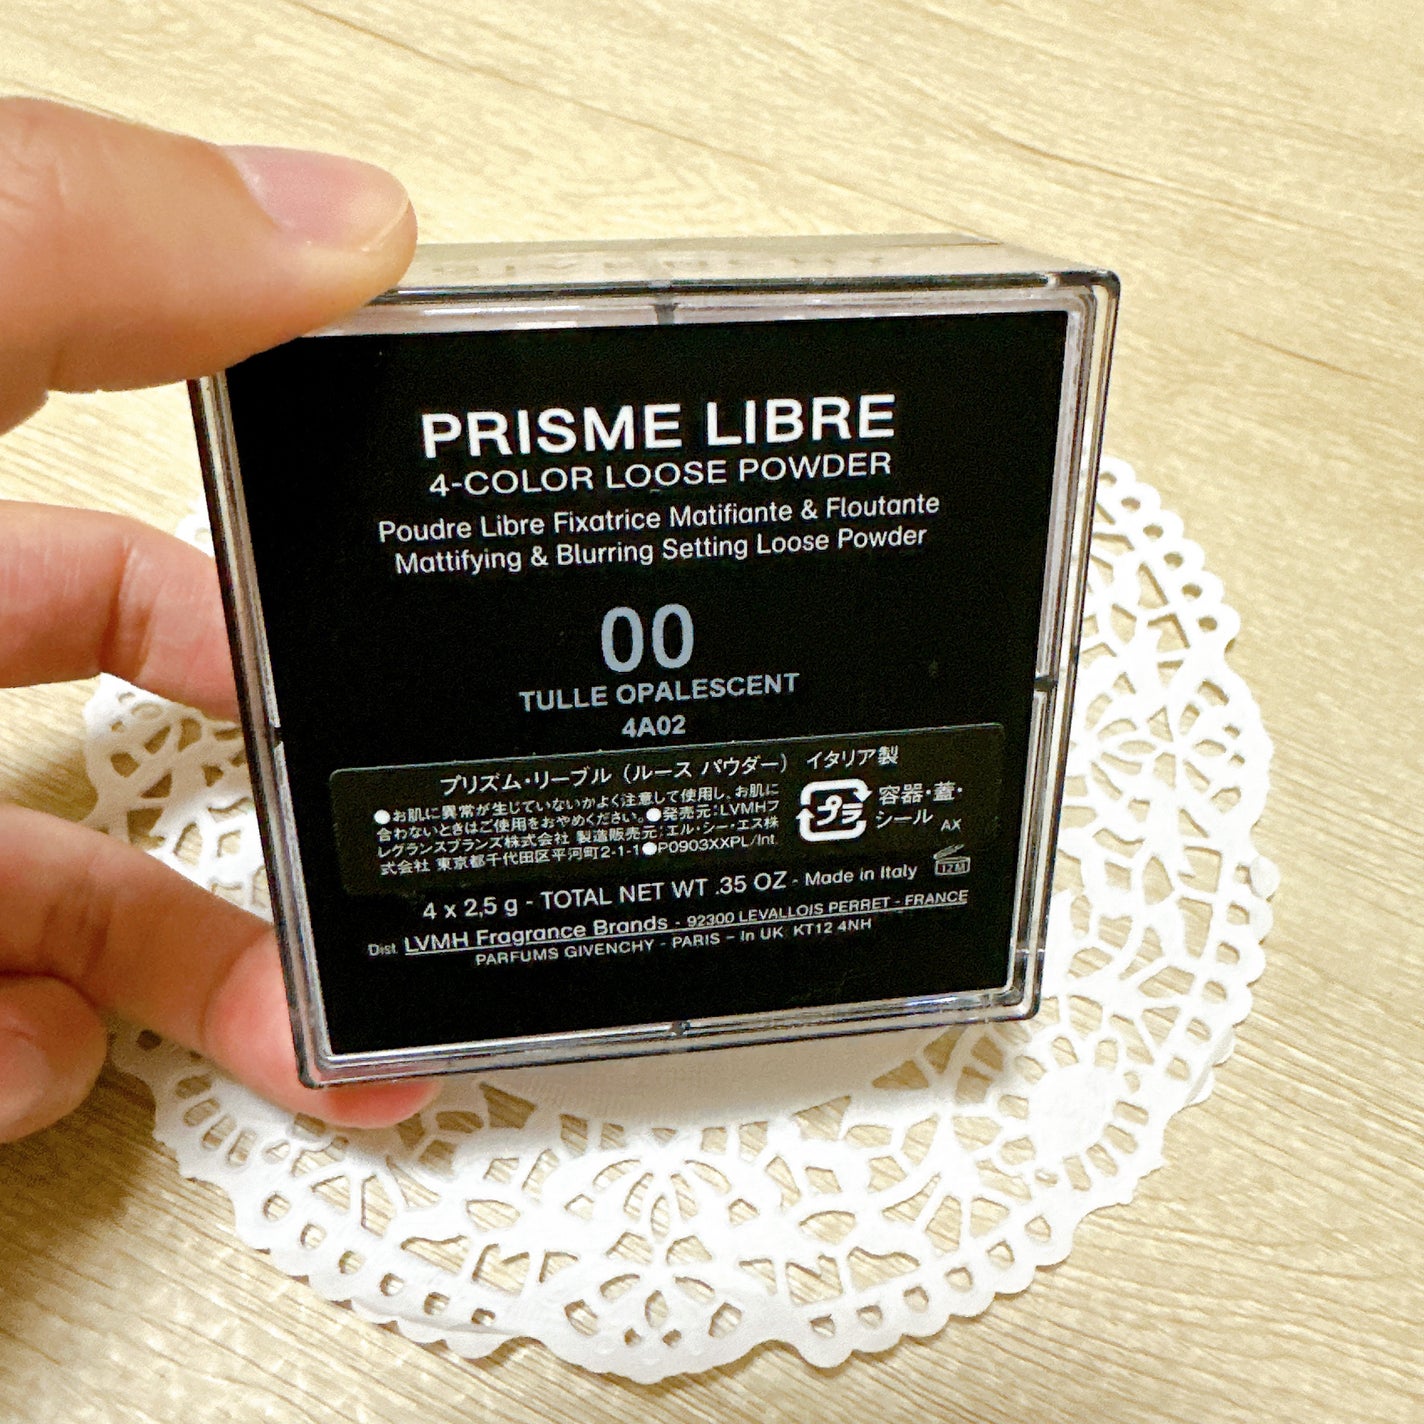 PRISME LIBRE
4-COLOR LOOSE POWDER
Poudre Libre Fixatrice Matifiante & Floutante
Mattifying & Blurring Setting Loose Powder
00
TULLE OPALESCENT
4A02
プリズム・リーブル（ルース パウダー） イタリア製
●お肌に異常が生じていないかよく注意して使用し、お肌に
合わないときはご使用をおやめください。●発売元:LVMHフ
レグランスブランズ株式会社 製造販売元:エル・シー・エス株
式会社 東京都千代田区平河町2-1-1●P0903XXPL/Int.
プラ
容器・蓋・
シール AX
12M
4 x 2,5 g - TOTAL NET WT .35 OZ - Made in Italy
Dist. LVMH Fragrance Brands - 92300 LEVALLOIS PERRET - FRANCE
PARFUMS GIVENCHY - PARIS - In UK: KT12 4NH